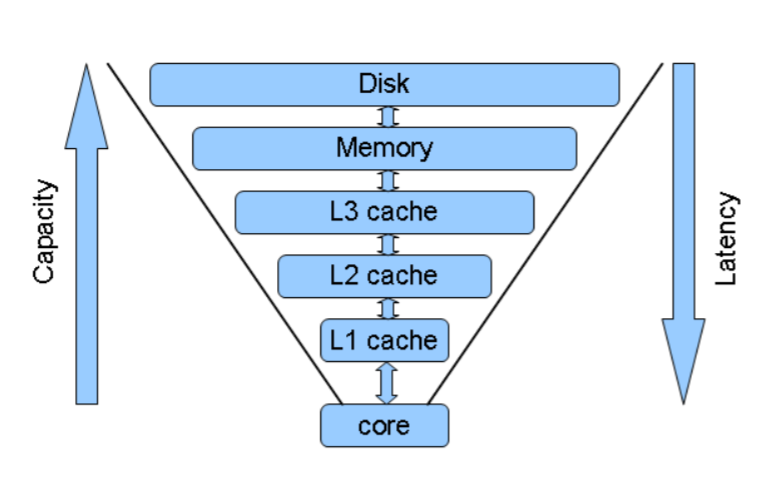 Disk
Memory
L3 cache
L2 cache
L1 cache
core
Capacity
Latency